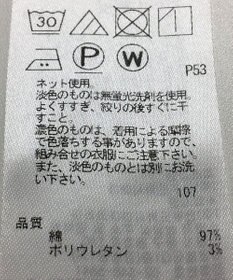 30
P W P53
ネット使用。
淡色のものは無蛍光洗剤を使用。
よくすすぎ、絞りの後すぐに干
すこと。
濃色のものは、着用による摩擦
で色落ちする事がありますので、
組み合せの衣服にご注意下さい。
また、淡色のものとは別にお洗
い下さい。
107
品質
綿 97%
ポリウレタン 3%